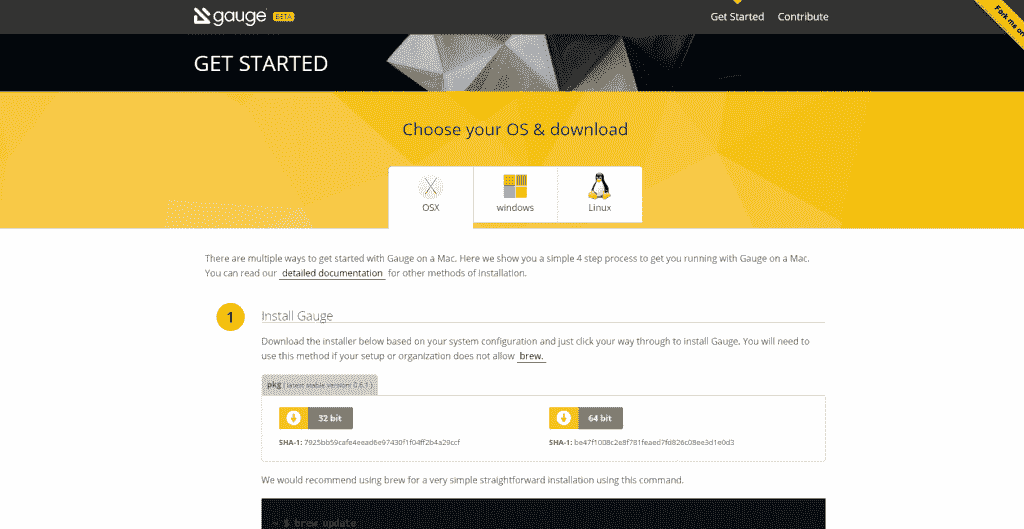 gauge BETA
Get Started Contribute
Fork me on
GET STARTED
Choose your OS & download
OSX windows Linux
There are multiple ways to get started with Gauge on a Mac. Here we show you a simple 4 step process to get you running with Gauge on a Mac.
You can read our detailed documentation for other methods of installation.
1 Install Gauge
Download the installer below based on your system configuration and just click your way through to install Gauge. You will need to
use this method if your setup or organization does not allow brew.
pkg ( latest stable version: 0.6.1 )
32 bit 64 bit
SHA-1: 7925bb59cafe4eead6e97430f1f04ff2b4a29ccf SHA-1: be47f1008c2e8f781feaed7fd826c08ee3d1e0d3
We would recommend using brew for a very simple straightforward installation using this command.
~ $ brew update